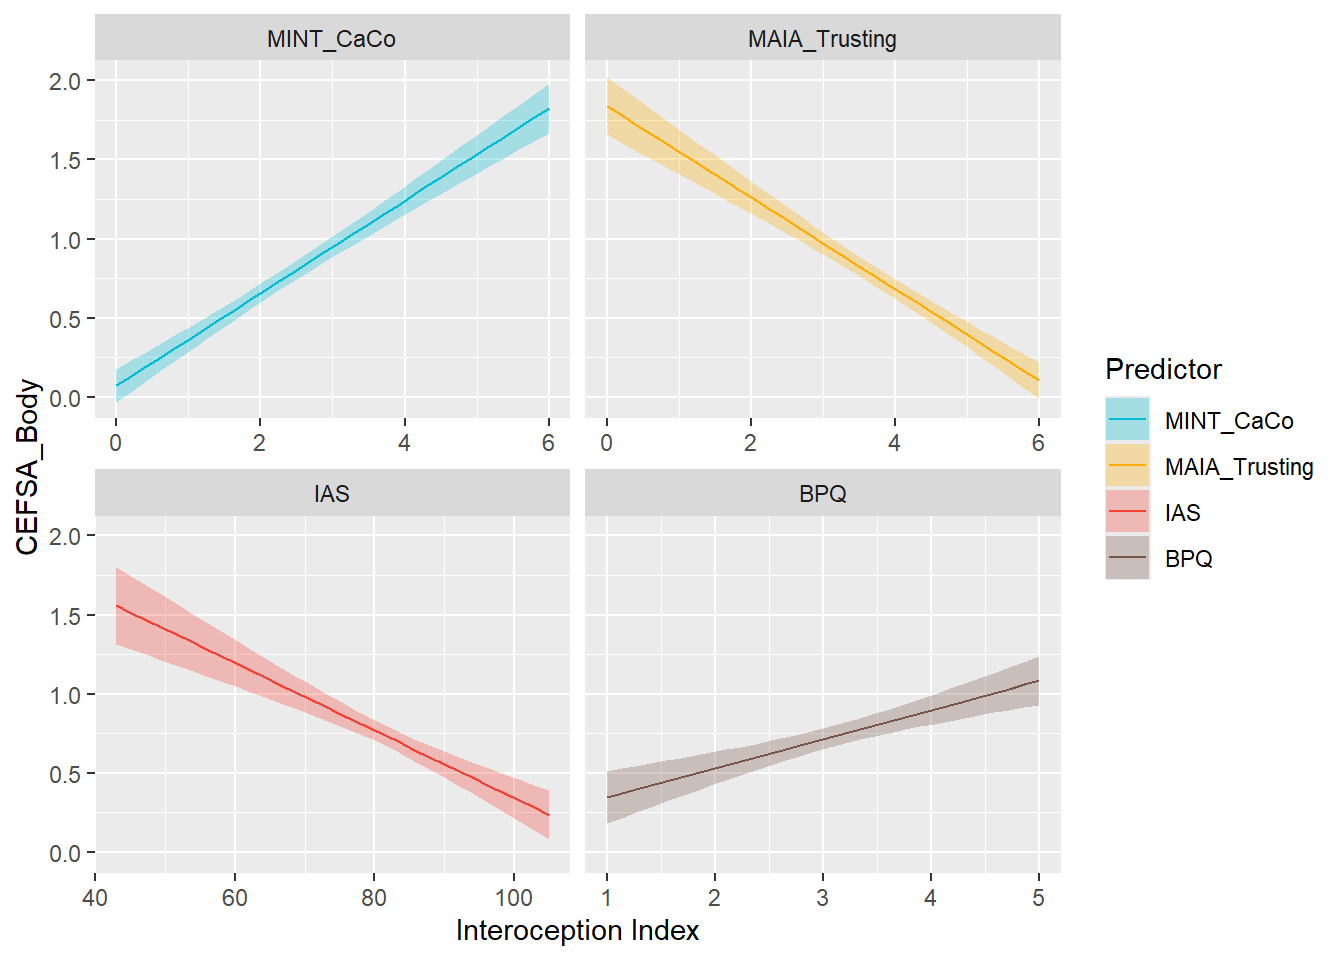 MINT_CaCo MAIA_Trusting
2.0
1.5
1.0
0.5
0.0
0 2 4 6 0 2 4 6
CEFSA_Body
IAS BPQ
2.0
1.5
1.0
0.5
0.0
40 60 80 100 1 2 3 4 5
Interoception Index
Predictor
MINT_CaCo
MAIA_Trusting
IAS
BPQ